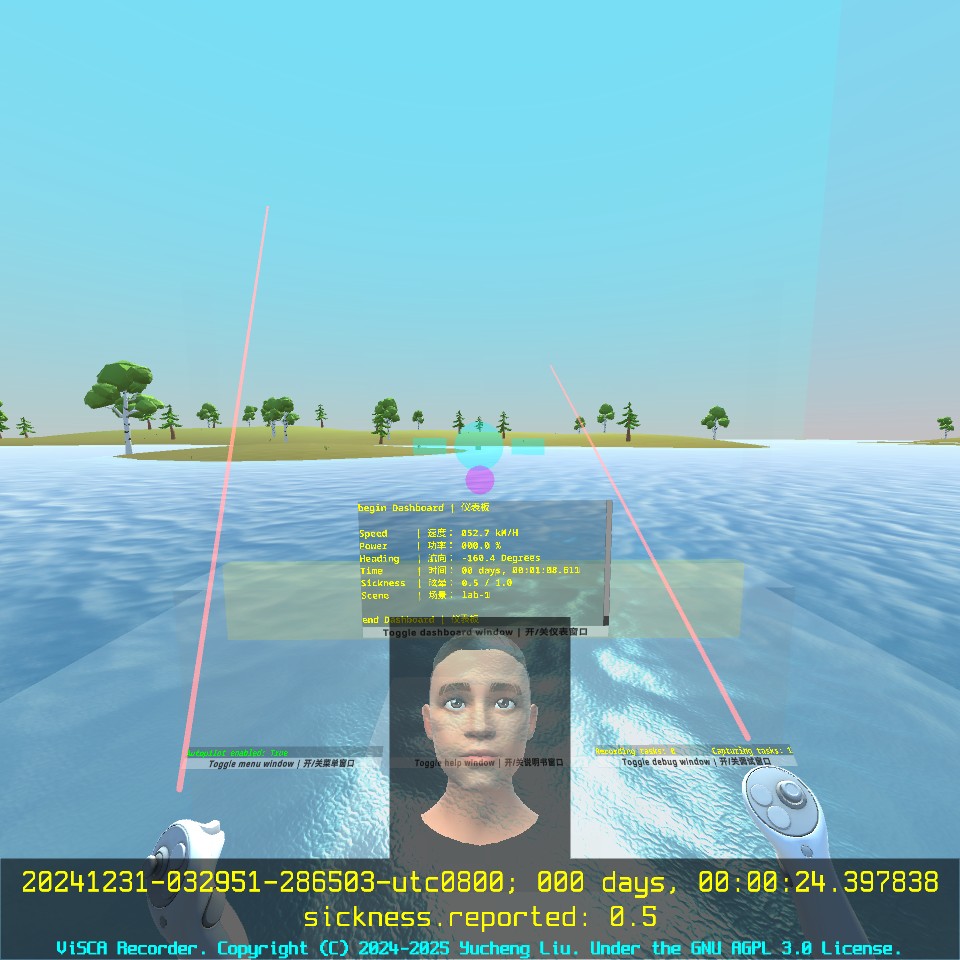 begin Dashboard | 仪表板
Speed | 速度： 052.7 kM/H
Power | 功率： 000.0 %
Heading | 航向： -160.4 Degrees
Time | 时间： 00 days, 00:01:08.611
Sickness | 眩晕： 0.5 / 1.0
Scene | 场景： lab-1
end Dashboard | 仪表板
Toggle dashboard window | 开/关仪表窗口
Autopilot enabled: True
Toggle menu window | 开/关菜单窗口
Toggle help window | 开/关说明书窗口
Recording tasks: 0 Capturing tasks: 1
Toggle debug window | 开/关调试窗口
20241231-032951-286503-utc0800; 000 days, 00:00:24.397838
sickness.reported: 0.5
ViSCA Recorder. Copyright (C) 2024-2025 Yucheng Liu. Under the GNU AGPL 3.0 License.